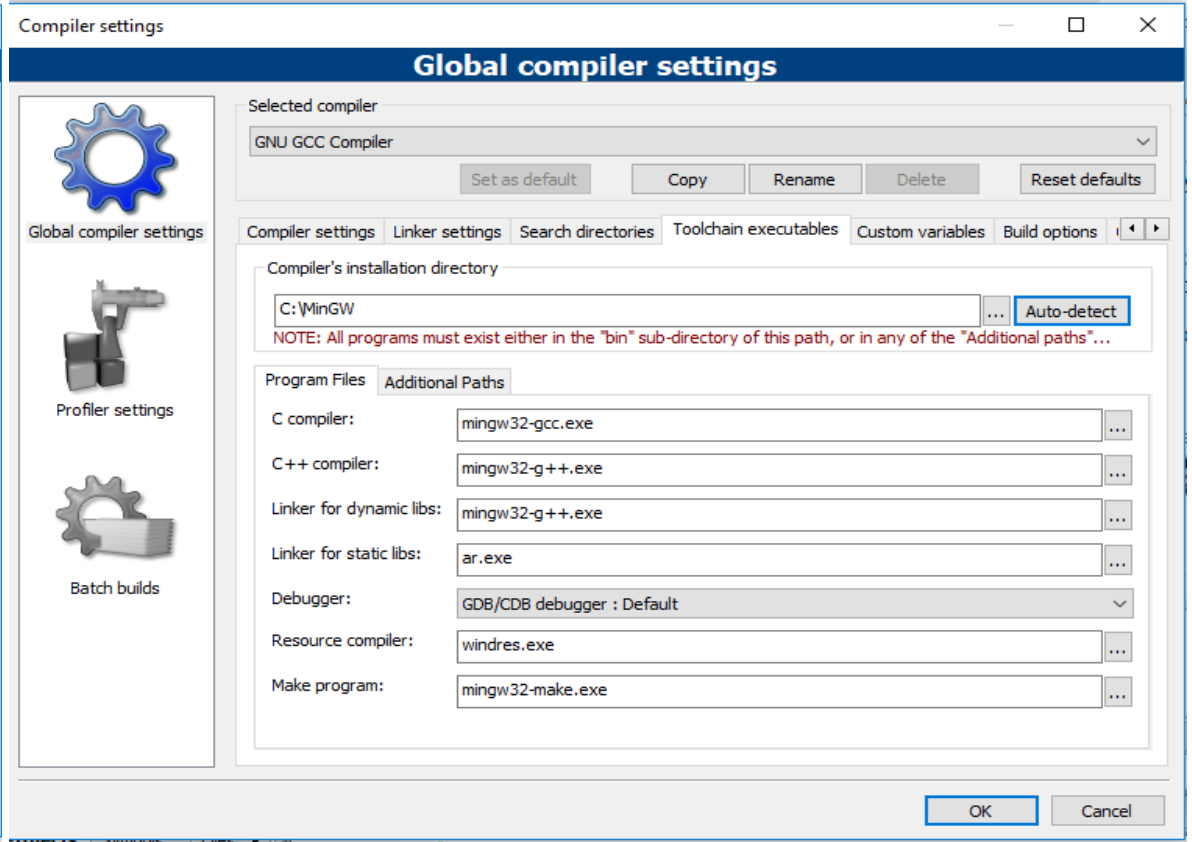 Compiler settings
Global compiler settings
Selected compiler
GNU GCC Compiler
Set as default Copy Rename Delete Reset defaults
Global compiler settings
Compiler settings Linker settings Search directories Toolchain executables Custom variables Build options
Compiler's installation directory
C:\MinGW ... Auto-detect
NOTE: All programs must exist either in the "bin" sub-directory of this path, or in any of the "Additional paths"...
Profiler settings
Program Files Additional Paths
C compiler: mingw32-gcc.exe ...
C++ compiler: mingw32-g++.exe ...
Linker for dynamic libs: mingw32-g++.exe ...
Linker for static libs: ar.exe ...
Batch builds
Debugger: GDB/CDB debugger : Default
Resource compiler: windres.exe ...
Make program: mingw32-make.exe ...
OK Cancel